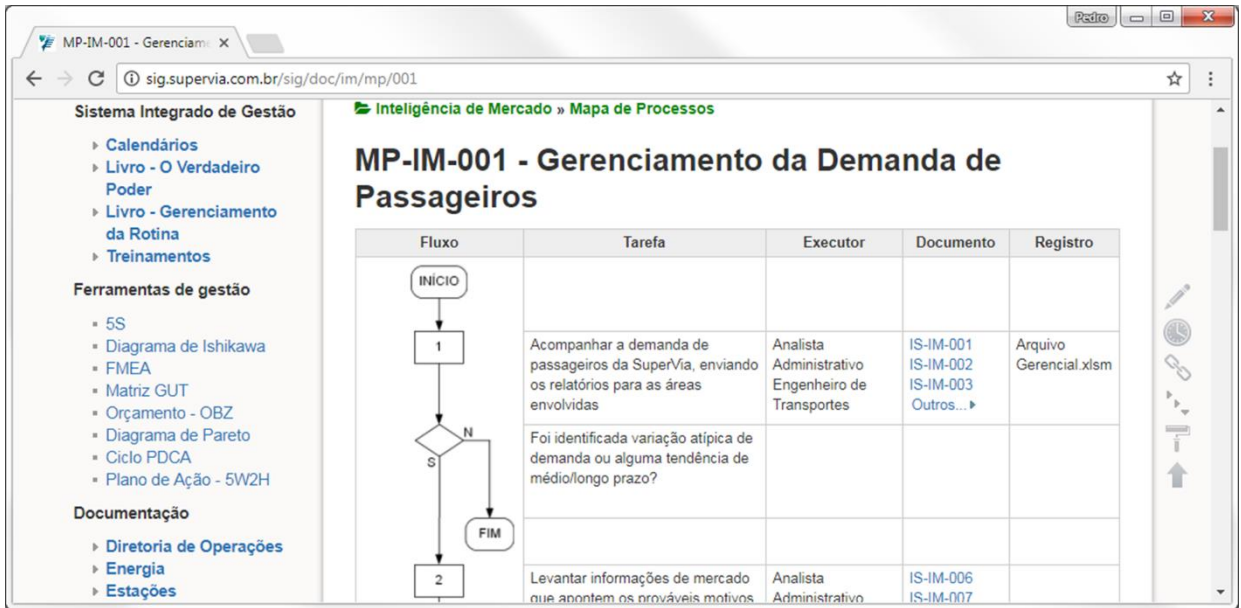 Pedro
MP-IM-001 - Gerenciame
sig.supervia.com.br/sig/doc/im/mp/001
Sistema Integrado de Gestão
Calendários
Livro - O Verdadeiro
Poder
Livro - Gerenciamento
da Rotina
Treinamentos
Ferramentas de gestão
5S
Diagrama de Ishikawa
FMEA
Matriz GUT
Orçamento - OBZ
Diagrama de Pareto
Ciclo PDCA
Plano de Ação - 5W2H
Documentação
Diretoria de Operações
Energia
Estações
Inteligência de Mercado » Mapa de Processos
MP-IM-001 - Gerenciamento da Demanda de
Passageiros
Fluxo Tarefa Executor Documento Registro
INÍCIO
1
Acompanhar a demanda de
passageiros da SuperVia, enviando
os relatórios para as áreas
envolvidas
Analista
Administrativo
Engenheiro de
Transportes
IS-IM-001
IS-IM-002
IS-IM-003
Outros...
Arquivo
Gerencial.xlsm
N
S
Foi identificada variação atípica de
demanda ou alguma tendência de
médio/longo prazo?
FIM
2
Levantar informações de mercado
que apontem os prováveis motivos
Analista
Administrativo
IS-IM-006
IS-IM-007